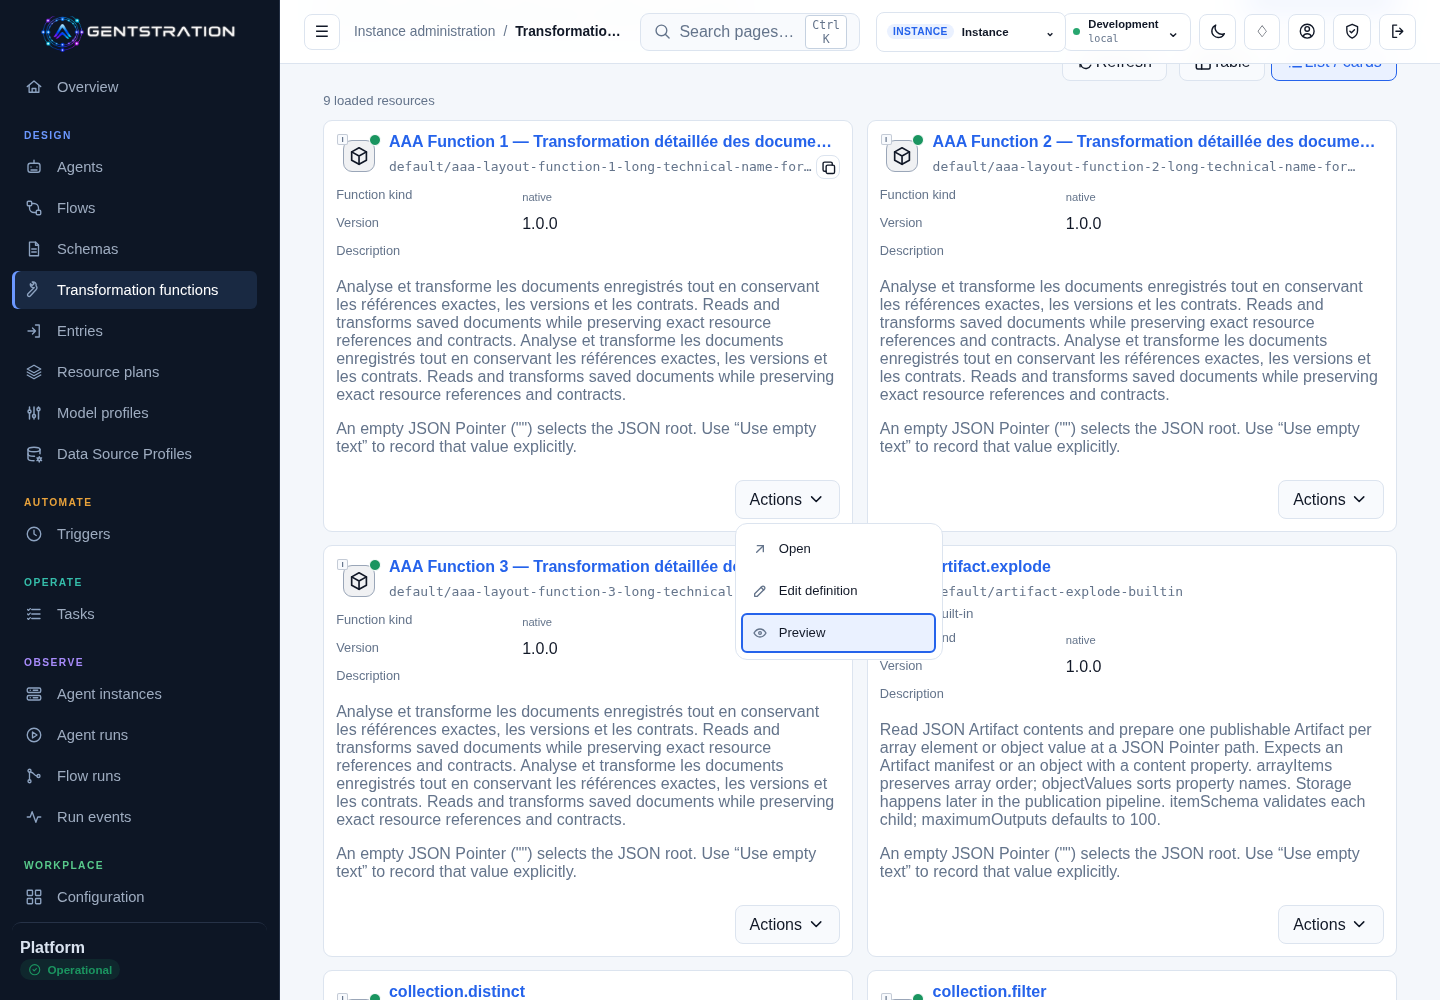 GENTSTRATION
Overview
DESIGN
Agents
Flows
Schemas
Transformation functions
Entries
Resource plans
Model profiles
Data Source Profiles
AUTOMATE
Triggers
OPERATE
Tasks
OBSERVE
Agent instances
Agent runs
Flow runs
Run events
WORKPLACE
Configuration
Platform
Operational
Instance administration / Transformatio…
Search pages…
Ctrl
K
INSTANCE Instance
Development
local
Refresh
Table
List / cards
9 loaded resources
AAA Function 1 — Transformation détaillée des docume…
default/aaa-layout-function-1-long-technical-name-for…
Function kind
native
Version
1.0.0
Description
Analyse et transforme les documents enregistrés tout en conservant
les références exactes, les versions et les contrats. Reads and
transforms saved documents while preserving exact resource
references and contracts. Analyse et transforme les documents
enregistrés tout en conservant les références exactes, les versions et
les contrats. Reads and transforms saved documents while preserving
exact resource references and contracts.
An empty JSON Pointer ("") selects the JSON root. Use “Use empty
text” to record that value explicitly.
Actions
AAA Function 2 — Transformation détaillée des docume…
default/aaa-layout-function-2-long-technical-name-for…
Function kind
native
Version
1.0.0
Description
Analyse et transforme les documents enregistrés tout en conservant
les références exactes, les versions et les contrats. Reads and
transforms saved documents while preserving exact resource
references and contracts. Analyse et transforme les documents
enregistrés tout en conservant les références exactes, les versions et
les contrats. Reads and transforms saved documents while preserving
exact resource references and contracts.
An empty JSON Pointer ("") selects the JSON root. Use “Use empty
text” to record that value explicitly.
Actions
Open
Edit definition
Preview
AAA Function 3 — Transformation détaillée de
default/aaa-layout-function-3-long-technical
Function kind
native
Version
1.0.0
Description
Analyse et transforme les documents enregistrés tout en conservant
les références exactes, les versions et les contrats. Reads and
transforms saved documents while preserving exact resource
references and contracts. Analyse et transforme les documents
enregistrés tout en conservant les références exactes, les versions et
les contrats. Reads and transforms saved documents while preserving
exact resource references and contracts.
An empty JSON Pointer ("") selects the JSON root. Use “Use empty
text” to record that value explicitly.
Actions
rtifact.explode
efault/artifact-explode-builtin
uilt-in
nd
native
Version
1.0.0
Description
Read JSON Artifact contents and prepare one publishable Artifact per
array element or object value at a JSON Pointer path. Expects an
Artifact manifest or an object with a content property. arrayItems
preserves array order; objectValues sorts property names. Storage
happens later in the publication pipeline. itemSchema validates each
child; maximumOutputs defaults to 100.
An empty JSON Pointer ("") selects the JSON root. Use “Use empty
text” to record that value explicitly.
Actions
collection.distinct
collection.filter